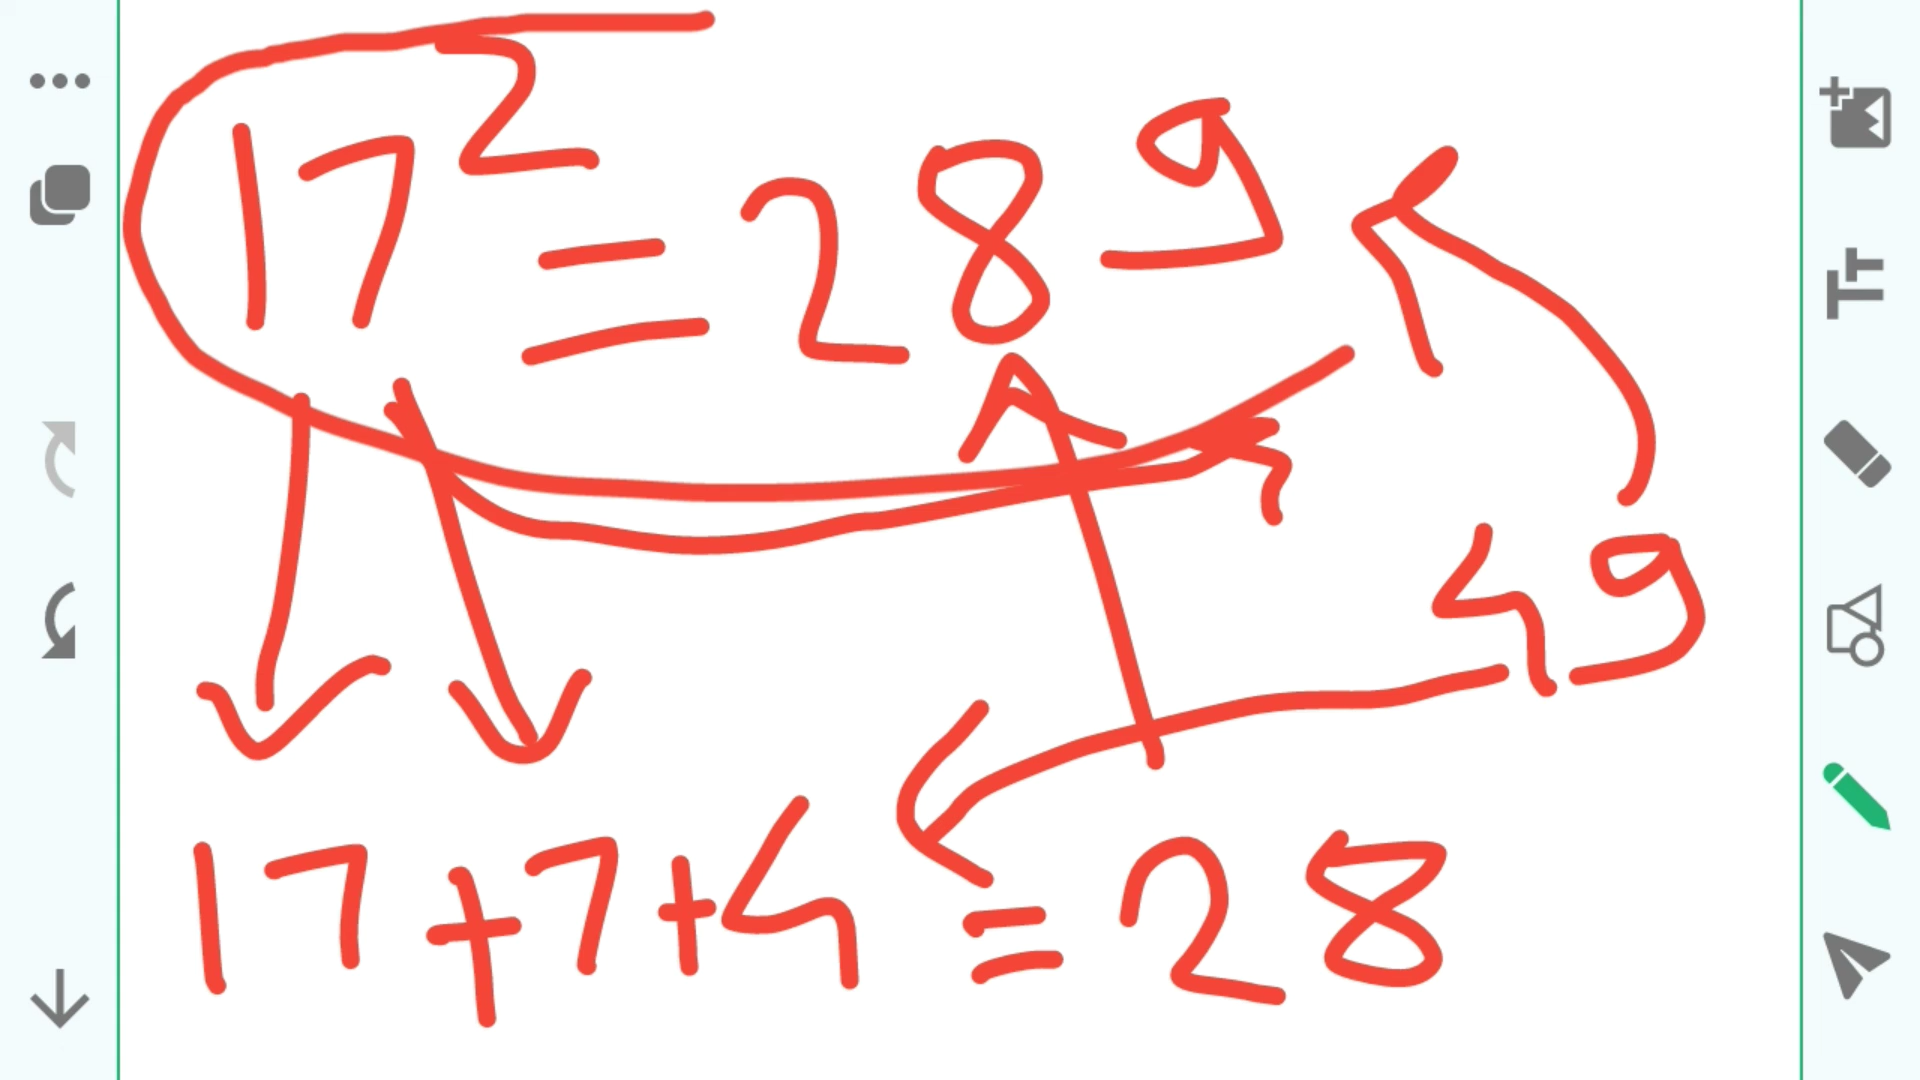 17² = 289
49
17+7+4 = 28